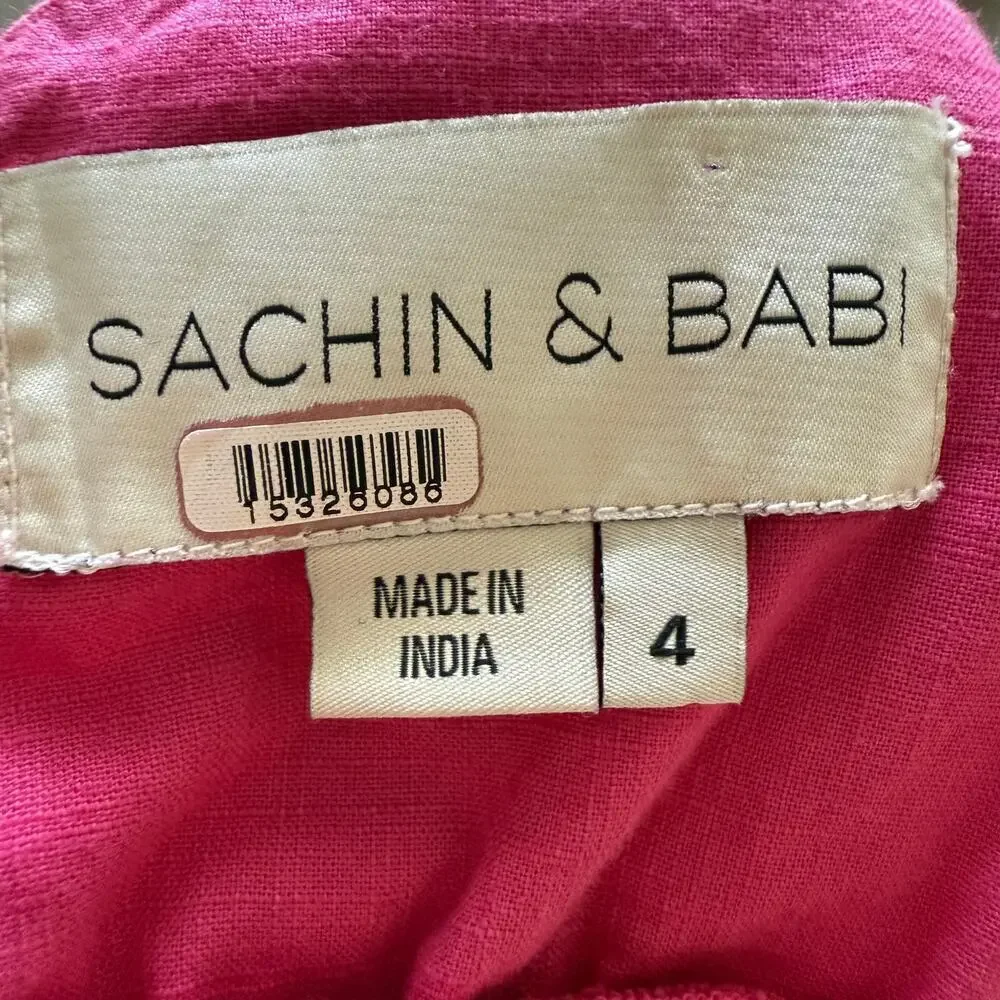 SACHIN & BABI
15326086
MADE IN
INDIA
4